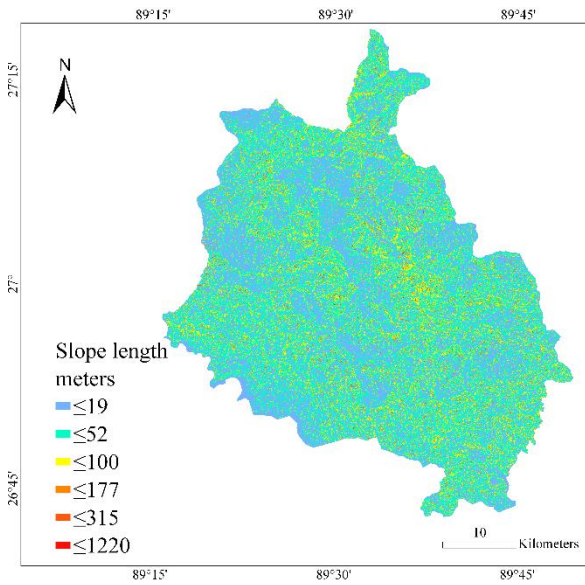 89°15' 89°30' 89°45'
27°15'
N
27°
Slope length
meters
≤19
≤52
≤100
≤177
≤315
≤1220
26°45'
10
Kilometers
89°15' 89°30' 89°45'